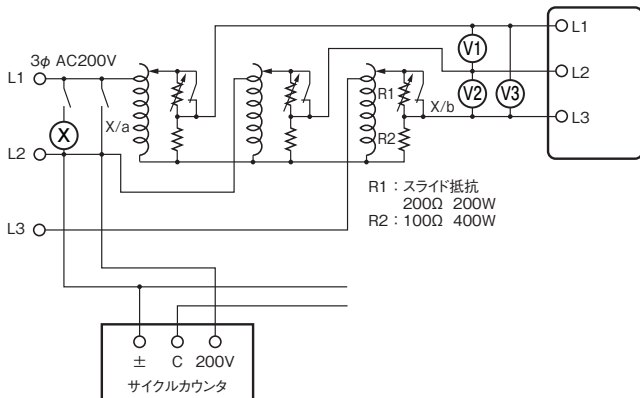 3φ AC200V
L1
L2
L3
X
X/a
R1
R2
X/b
V1
V2
V3
L1
L2
L3
R1：スライド抵抗
200Ω 200W
R2：100Ω 400W
± C 200V
サイクルカウンタ